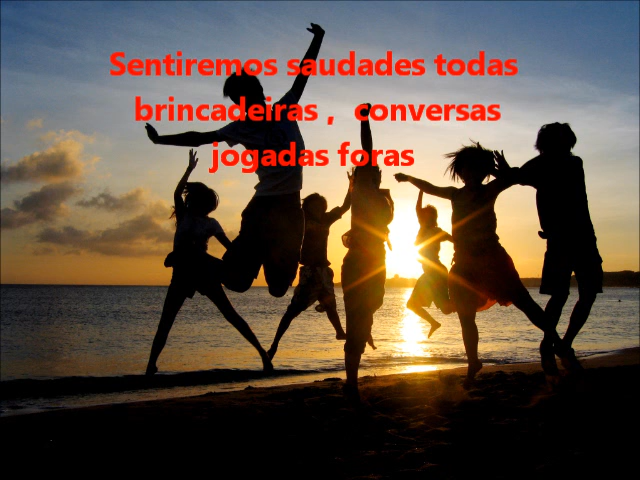 Sentiremos saudades todas
brincadeiras ,  conversas
jogadas foras